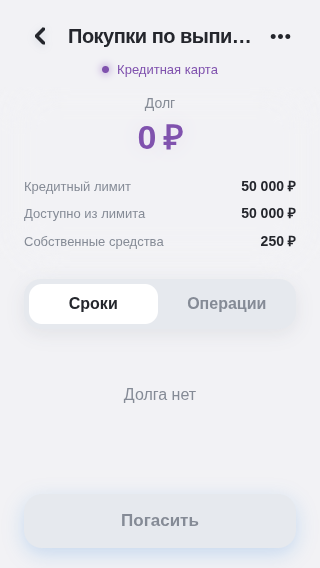 Покупки по выпи...
Кредитная карта
Долг
0 ₽
Кредитный лимит 50 000 ₽
Доступно из лимита 50 000 ₽
Собственные средства 250 ₽
Сроки Операции
Долга нет
Погасить